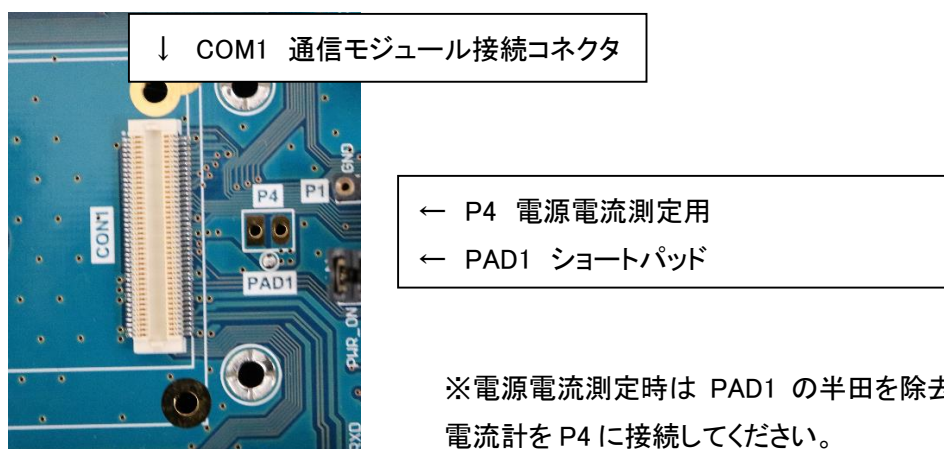 ↓ COM1 通信モジュール接続コネクタ
P4
P1
GND
CON1
← P4 電源電流測定用
← PAD1 ショートパッド
PAD1
PWR_ON
※電源電流測定時は PAD1 の半田を除去
電流計を P4 に接続してください。
RXD